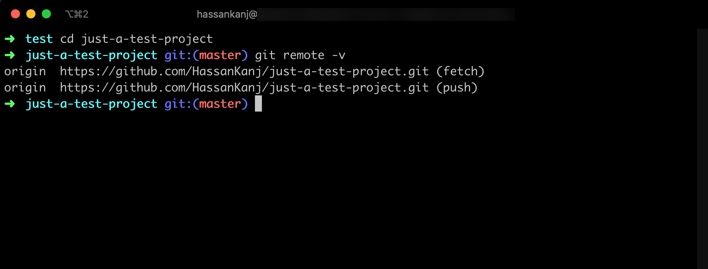 ⌥⌘2
hassankanj@
➜ test cd just-a-test-project
➜ just-a-test-project git:(master) git remote -v
origin  https://github.com/HassanKanj/just-a-test-project.git (fetch)
origin  https://github.com/HassanKanj/just-a-test-project.git (push)
➜ just-a-test-project git:(master)